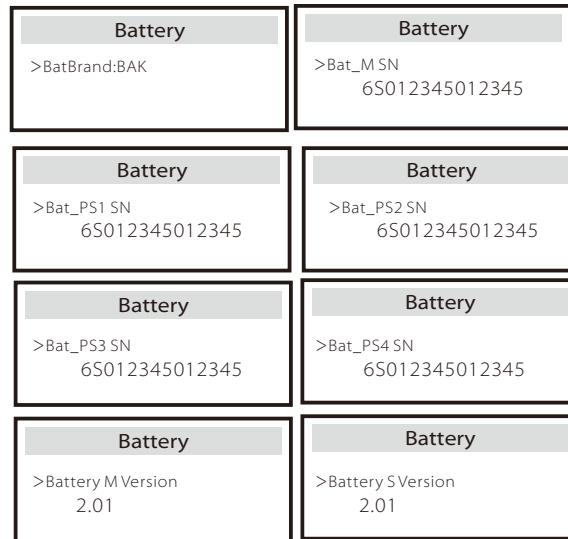 Battery
>BatBrand:BAK
Battery
>Bat_M SN
6S012345012345
Battery
>Bat_PS1 SN
6S012345012345
Battery
>Bat_PS2 SN
6S012345012345
Battery
>Bat_PS3 SN
6S012345012345
Battery
>Bat_PS4 SN
6S012345012345
Battery
>Battery M Version
2.01
Battery
>Battery S Version
2.01